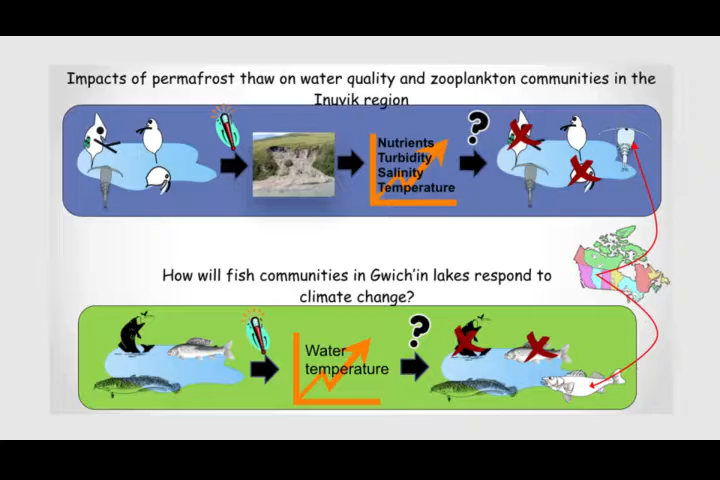 Impacts of permafrost thaw on water quality and zooplankton communities in the
Inuvik region
?
Nutrients
Turbidity
Salinity
Temperature
How will fish communities in Gwich'in lakes respond to
climate change?
?
Water
temperature